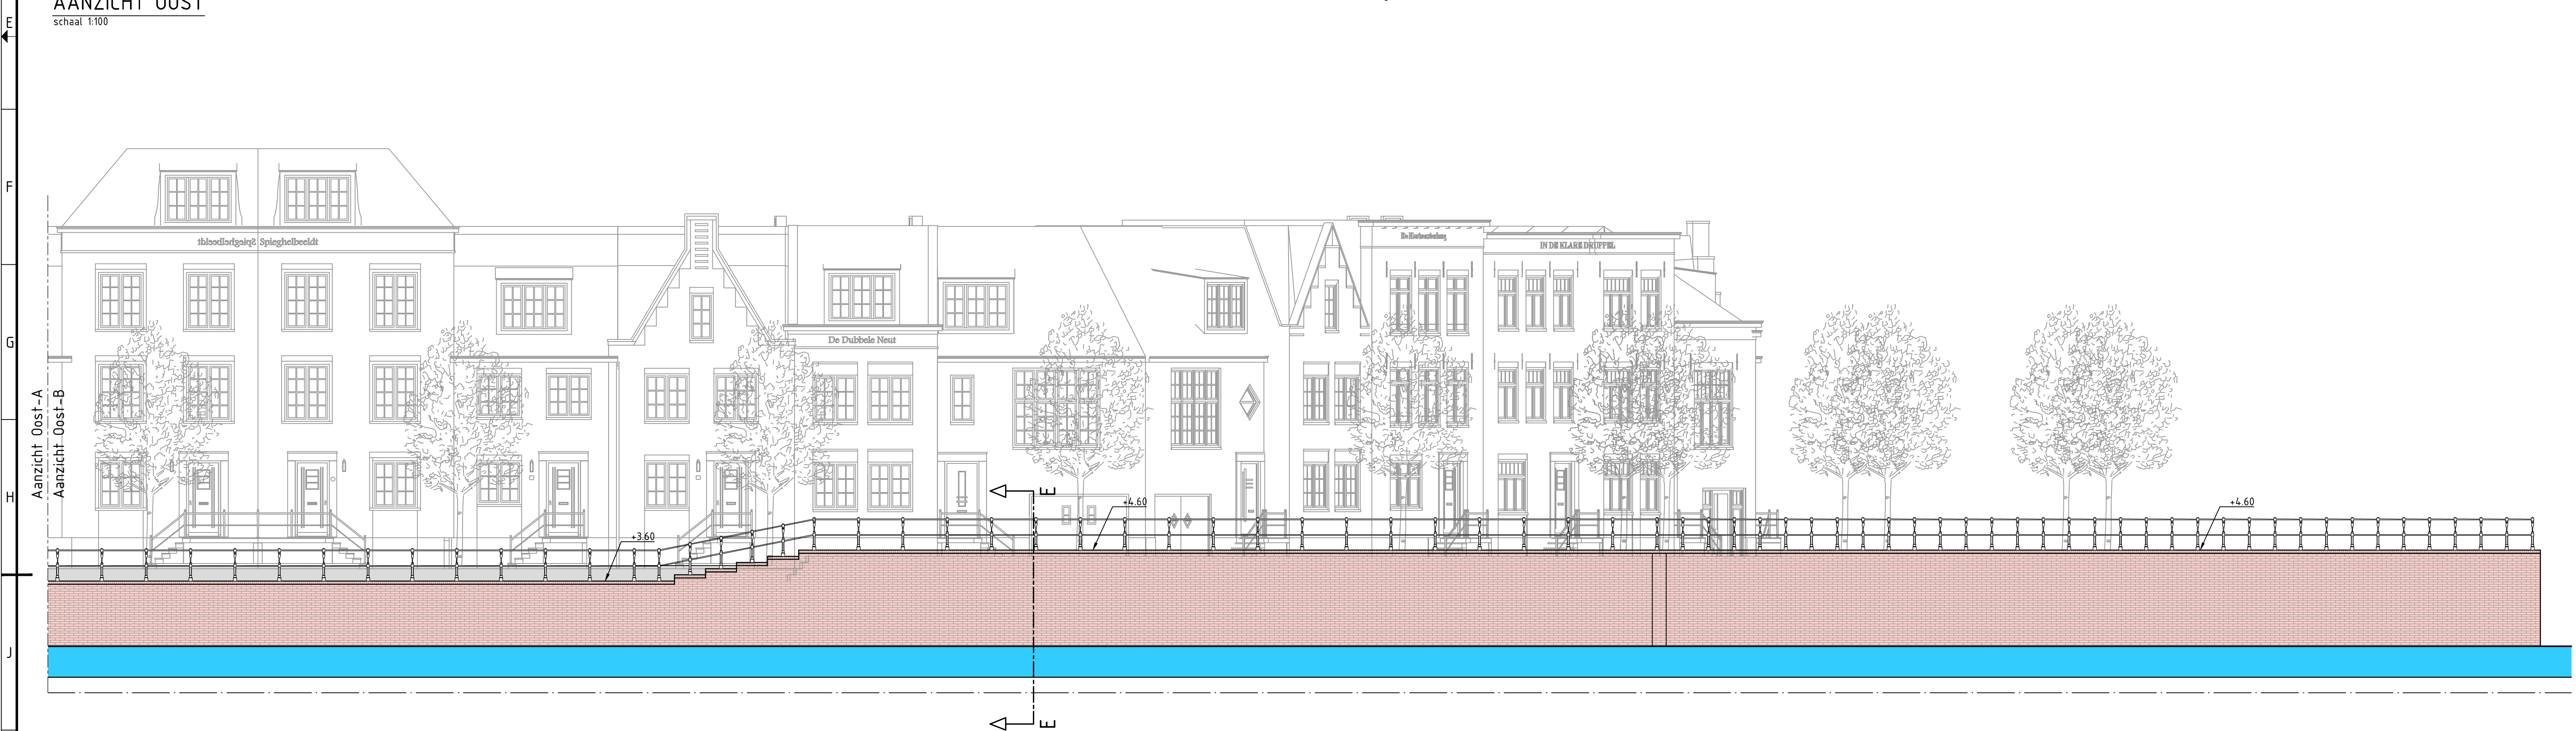 AANZICHT OOST
schaal 1:100
E
F
G
H
J
Aanzicht Oost-A
Aanzicht Oost-B
Spieghelbeeldt Spieghelbeeldt
De Dubbele Neut
IN DE KLARE DRUPPEL
+3.60
+4.60
+4.60
E
E